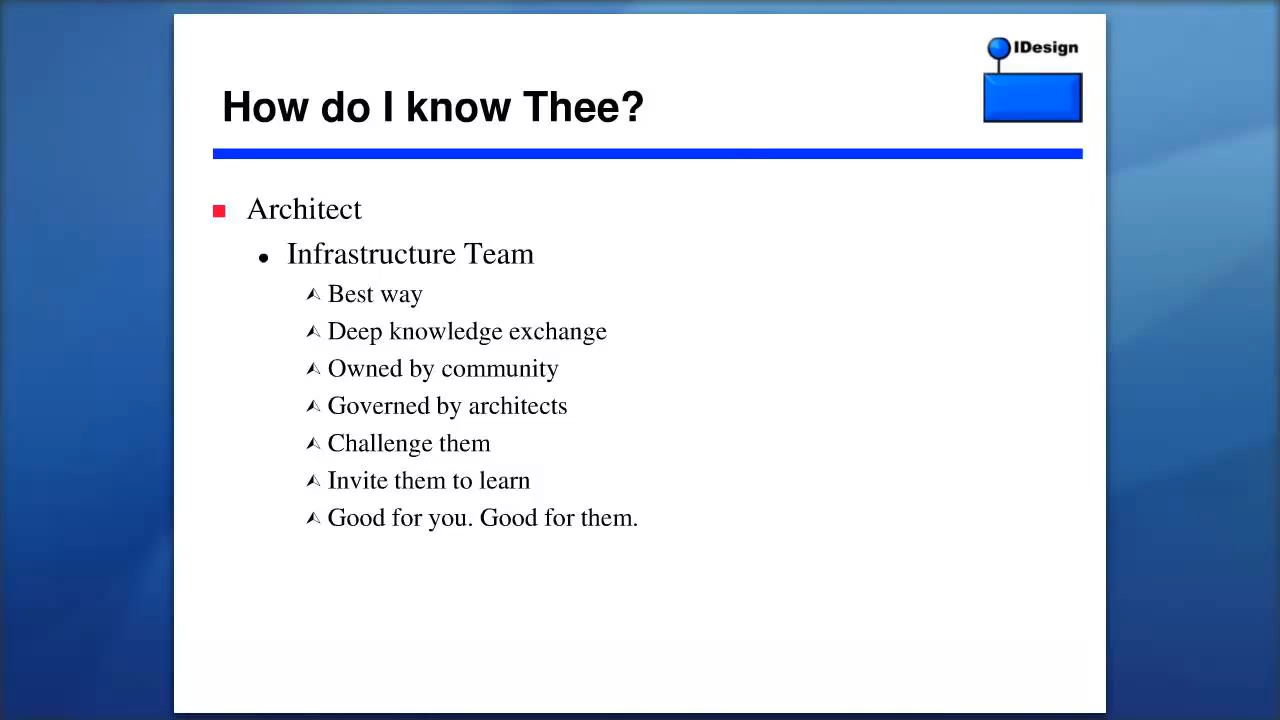 IDesign
How do I know Thee?
Architect
Infrastructure Team
Best way
Deep knowledge exchange
Owned by community
Governed by architects
Challenge them
Invite them to learn
Good for you. Good for them.